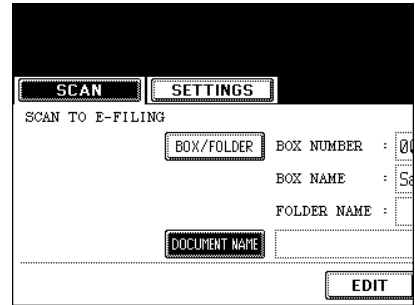 SCAN SETTINGS
SCAN TO E-FILING
BOX/FOLDER BOX NUMBER :
BOX NAME :
FOLDER NAME :
DOCUMENT NAME
EDIT